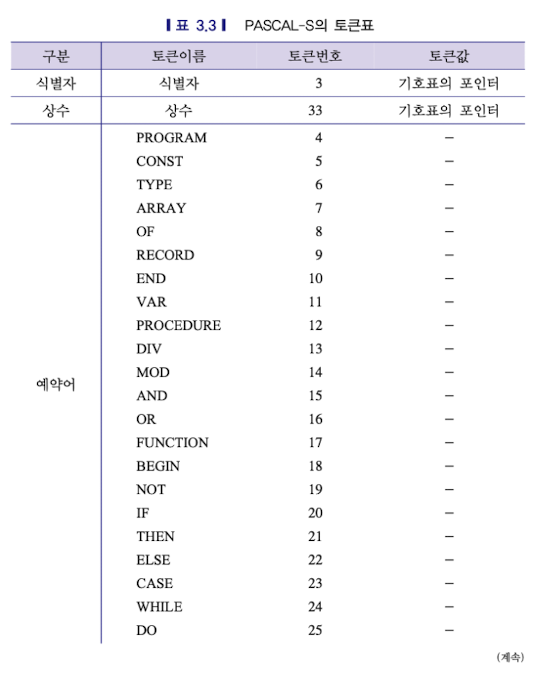 ▎표 3.3▎ PASCAL-S의 토큰표
구분 토큰이름 토큰번호 토큰값
식별자 식별자 3 기호표의 포인터
상수 상수 33 기호표의 포인터
PROGRAM 4 −
CONST 5 −
TYPE 6 −
ARRAY 7 −
OF 8 −
RECORD 9 −
END 10 −
VAR 11 −
PROCEDURE 12 −
DIV 13 −
MOD 14 −
예약어
AND 15 −
OR 16 −
FUNCTION 17 −
BEGIN 18 −
NOT 19 −
IF 20 −
THEN 21 −
ELSE 22 −
CASE 23 −
WHILE 24 −
DO 25 −
(계속)